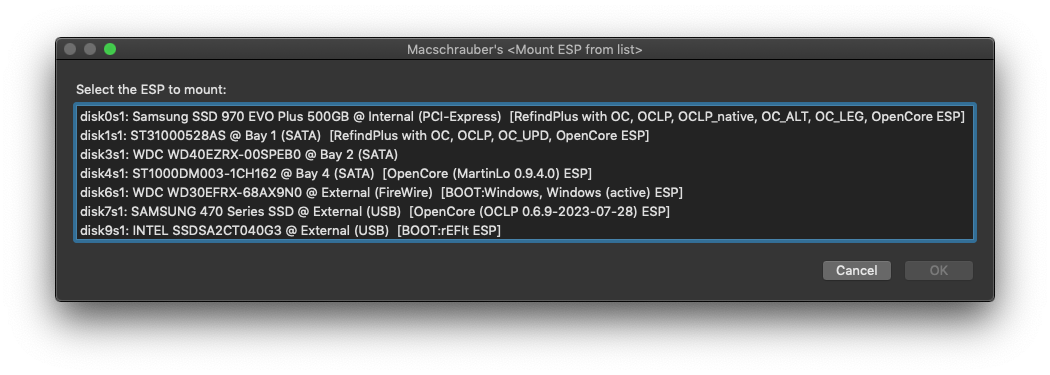 Macschrauber's <Mount ESP from list>
Select the ESP to mount:
disk0s1: Samsung SSD 970 EVO Plus 500GB @ Internal (PCI-Express)  [RefindPlus with OC, OCLP, OCLP_native, OC_ALT, OC_LEG, OpenCore ESP]
disk1s1: ST31000528AS @ Bay 1 (SATA)  [RefindPlus with OC, OCLP, OC_UPD, OpenCore ESP]
disk3s1: WDC WD40EZRX-00SPEB0 @ Bay 2 (SATA)
disk4s1: ST1000DM003-1CH162 @ Bay 4 (SATA)  [OpenCore (MartinLo 0.9.4.0) ESP]
disk6s1: WDC WD30EFRX-68AX9N0 @ External (FireWire)  [BOOT:Windows, Windows (active) ESP]
disk7s1: SAMSUNG 470 Series SSD @ External (USB)  [OpenCore (OCLP 0.6.9-2023-07-28) ESP]
disk9s1: INTEL SSDSA2CT040G3 @ External (USB)  [BOOT:rEFIt ESP]
Cancel
OK